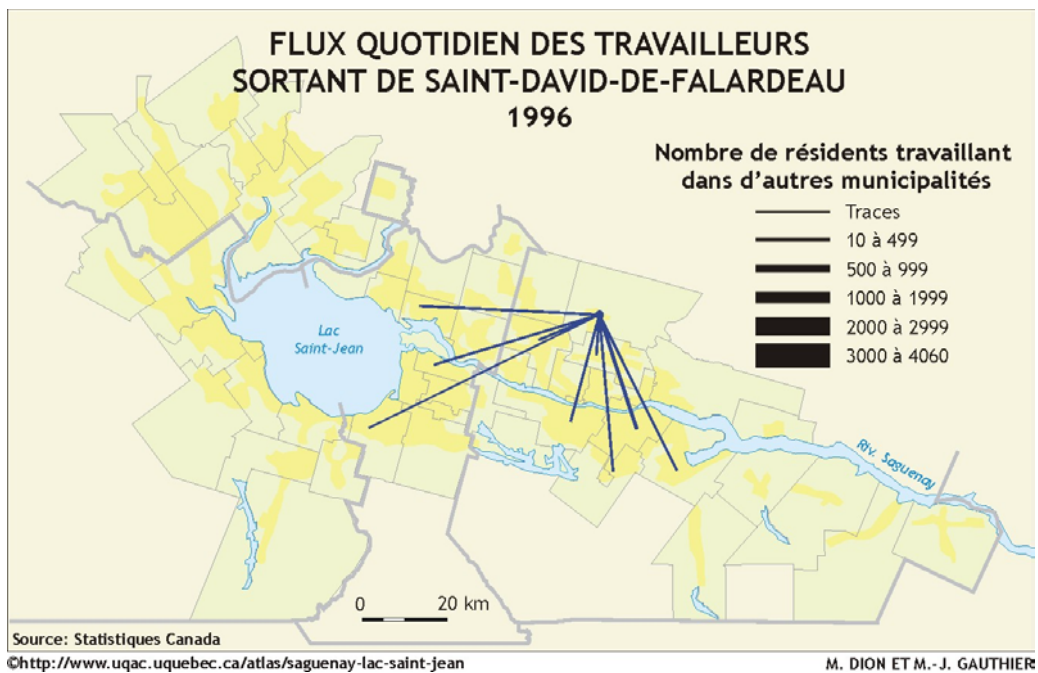 FLUX QUOTIDIEN DES TRAVAILLEURS
SORTANT DE SAINT-DAVID-DE-FALARDEAU
1996
Nombre de résidents travaillant
dans d'autres municipalités
Traces
10 à 499
500 à 999
1000 à 1999
2000 à 2999
3000 à 4060
Lac
Saint-Jean
Riv. Saguenay
0 20 km
Source: Statistiques Canada
©http://www.uqac.uquebec.ca/atlas/saguenay-lac-saint-jean
M. DION ET M.-J. GAUTHIER